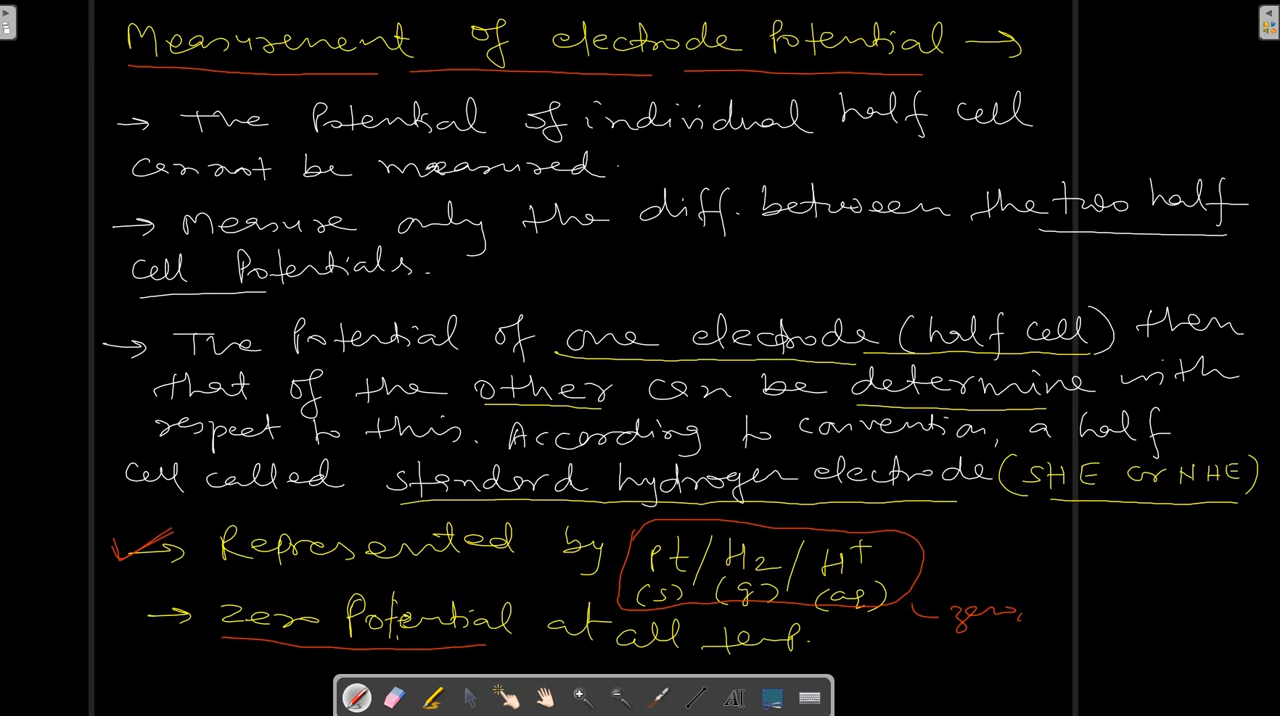 Measurement of electrode Potential →
→ The Potential of individual half cell
cannot be measured.
→ Measure only the diff. between the two half
cell Potentials.
→ The Potential of one electrode (half cell) then
that of the other can be determine with
respect to this. According to convention, a half
cell called standard hydrogen electrode (SHE or NHE)
→ Represented by Pt/H2/H+
(s) (g) (aq)
→ Zero Potential at all temp.
zero,
AI